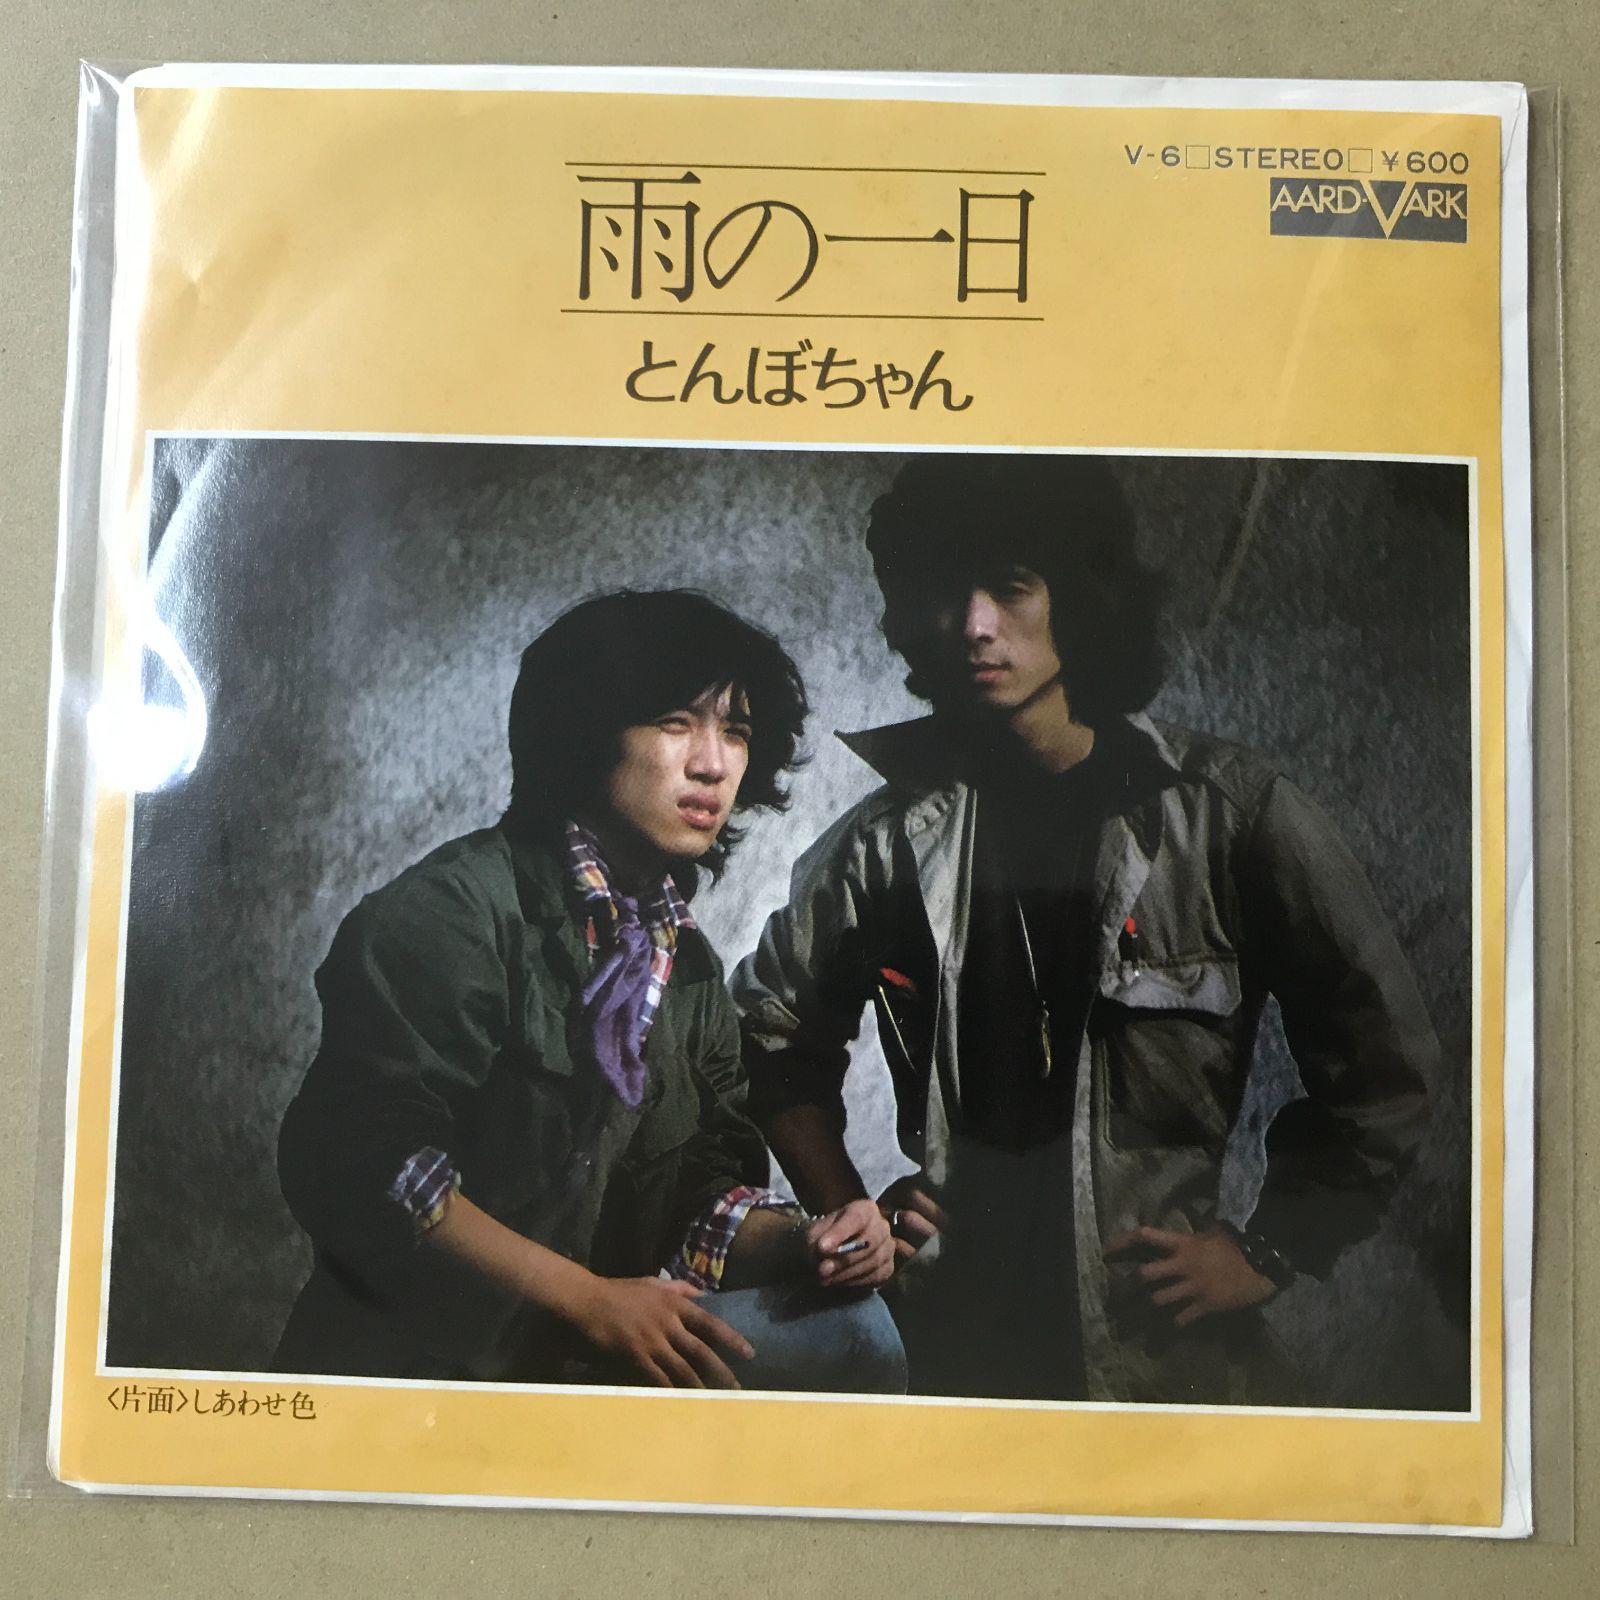 V-6□STEREO□¥600
AARD-VARK
雨の一日
とんぼちゃん
〈片面〉しあわせ色